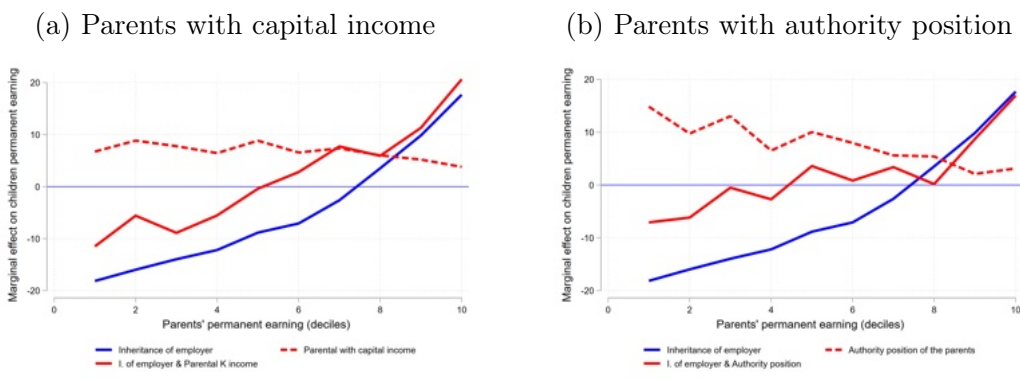 (a) Parents with capital income
Marginal effect on children permanent earning
20
10
0
-10
-20
0 2 4 6 8 10
Parents' permanent earning (deciles)
Inheritance of employer Parental with capital income
I. of employer & Parental K income
(b) Parents with authority position
Marginal effect on children permanent earning
20
10
0
-10
-20
0 2 4 6 8 10
Parents' permanent earning (deciles)
Inheritance of employer Authority position of the parents
I. of employer & Authority position